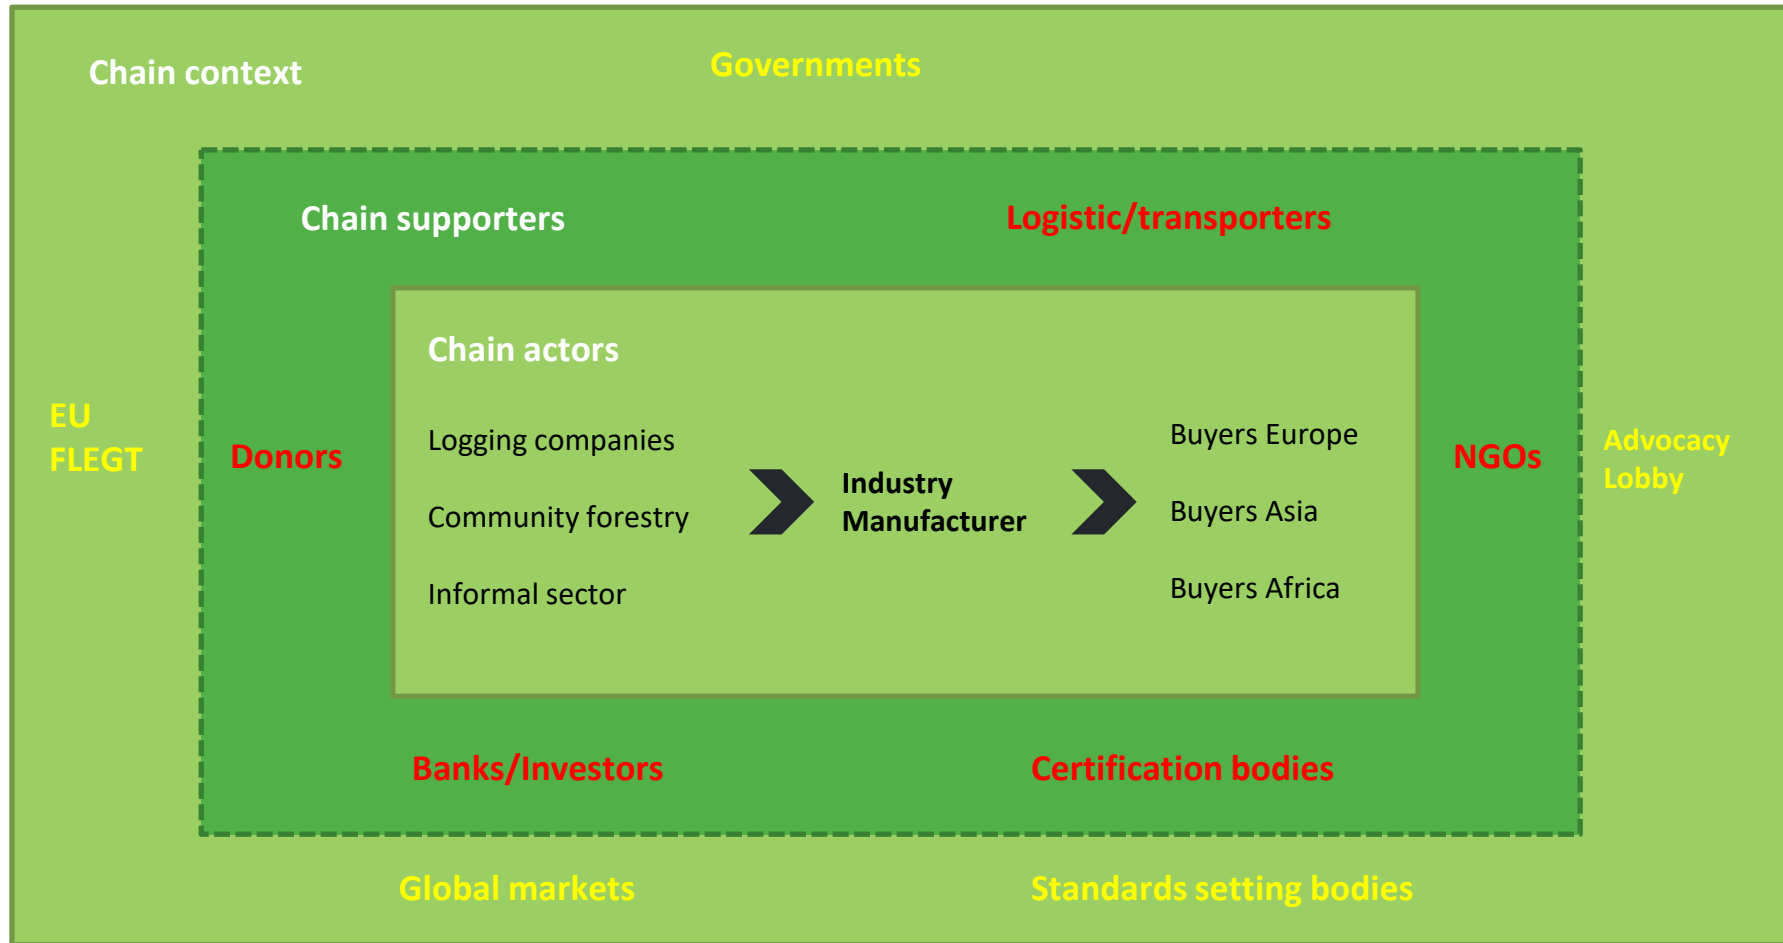 Chain context
Governments
Chain supporters
Logistic/transporters
Chain actors
EU
FLEGT
Donors
Logging companies
Community forestry
Informal sector
Industry
Manufacturer
Buyers Europe
Buyers Asia
Buyers Africa
NGOs
Advocacy
Lobby
Banks/Investors
Certification bodies
Global markets
Standards setting bodies